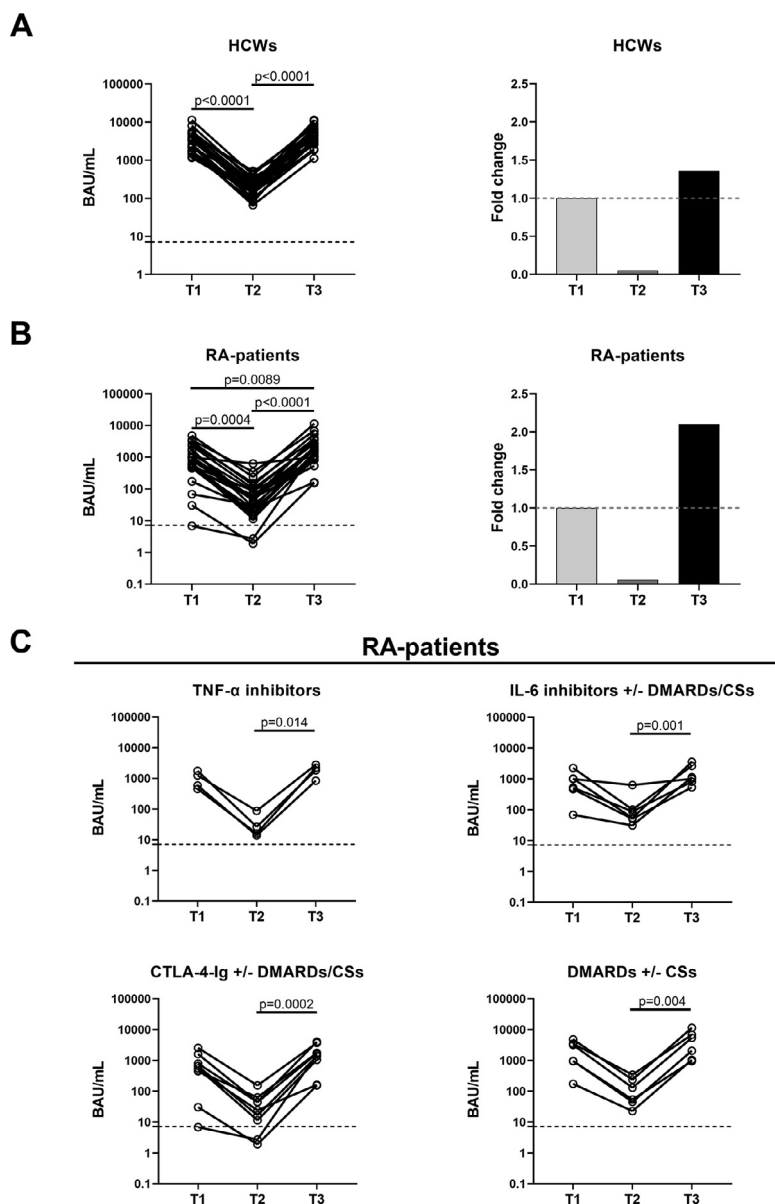 A
HCWs
HCWs
p<0.0001
p<0.0001
100000
10000
1000
100
10
1
BAU/mL
T1 T2 T3
2.5
2.0
1.5
1.0
0.5
0.0
Fold change
T1 T2 T3
B
RA-patients
RA-patients
p=0.0089
p<0.0001
p=0.0004
100000
10000
1000
100
10
1
0.1
BAU/mL
T1 T2 T3
2.5
2.0
1.5
1.0
0.5
0.0
Fold change
T1 T2 T3
C
RA-patients
TNF-α inhibitors
p=0.014
100000
10000
1000
100
10
1
0.1
BAU/mL
T1 T2 T3
IL-6 inhibitors +/- DMARDs/CSs
p=0.001
100000
10000
1000
100
10
1
0.1
BAU/mL
T1 T2 T3
CTLA-4-Ig +/- DMARDs/CSs
p=0.0002
100000
10000
1000
100
10
1
0.1
BAU/mL
T1 T2 T3
DMARDs +/- CSs
p=0.004
100000
10000
1000
100
10
1
0.1
BAU/mL
T1 T2 T3